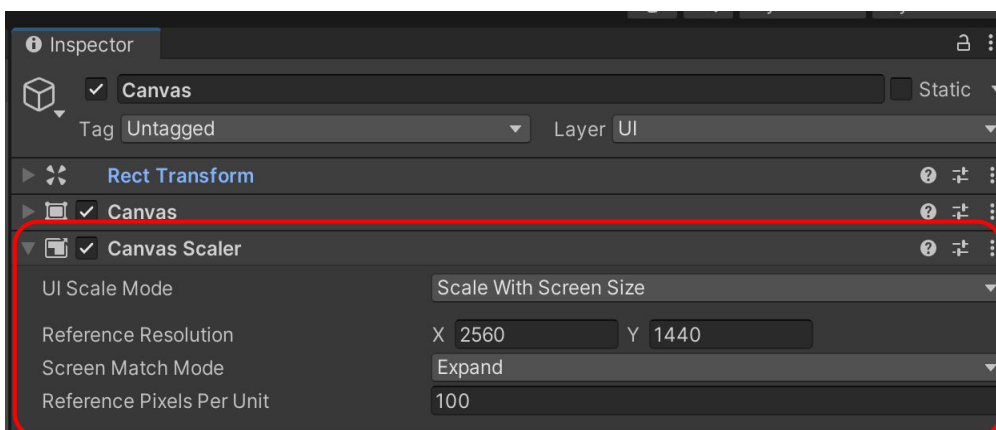 Inspector
Canvas Static
Tag Untagged Layer UI
Rect Transform
Canvas
Canvas Scaler
UI Scale Mode Scale With Screen Size
Reference Resolution X 2560 Y 1440
Screen Match Mode Expand
Reference Pixels Per Unit 100